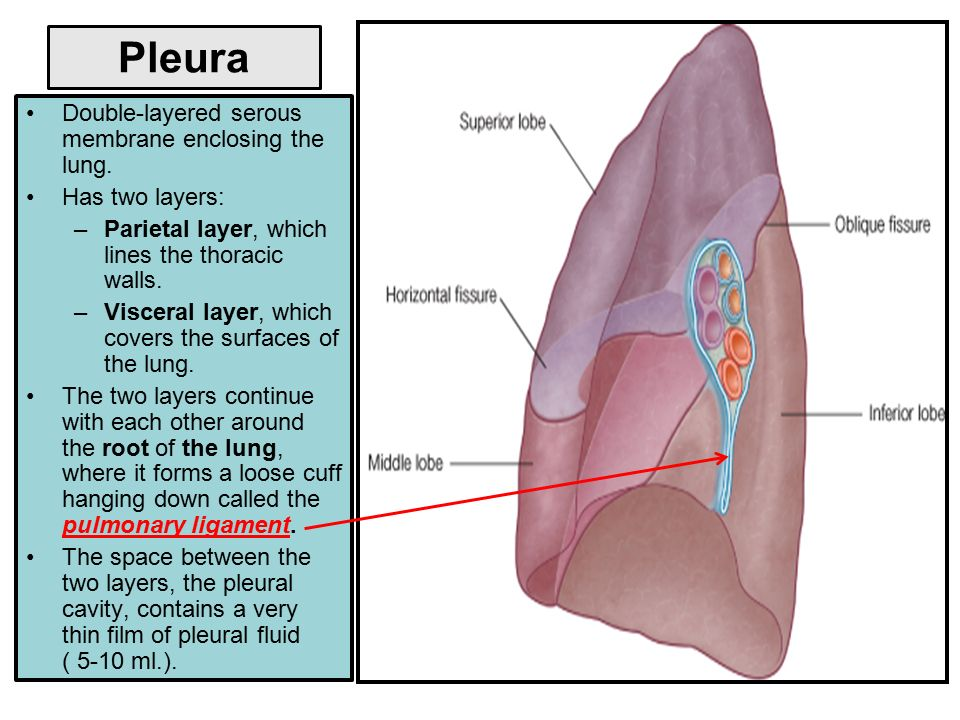 Pleura
• Double-layered serous
membrane enclosing the
lung.
• Has two layers:
– Parietal layer, which
lines the thoracic
walls.
– Visceral layer, which
covers the surfaces of
the lung.
• The two layers continue
with each other around
the root of the lung,
where it forms a loose cuff
hanging down called the
pulmonary ligament.
• The space between the
two layers, the pleural
cavity, contains a very
thin film of pleural fluid
( 5-10 ml.).
Superior lobe
Oblique fissure
Horizontal fissure
Inferior lobe
Middle lobe